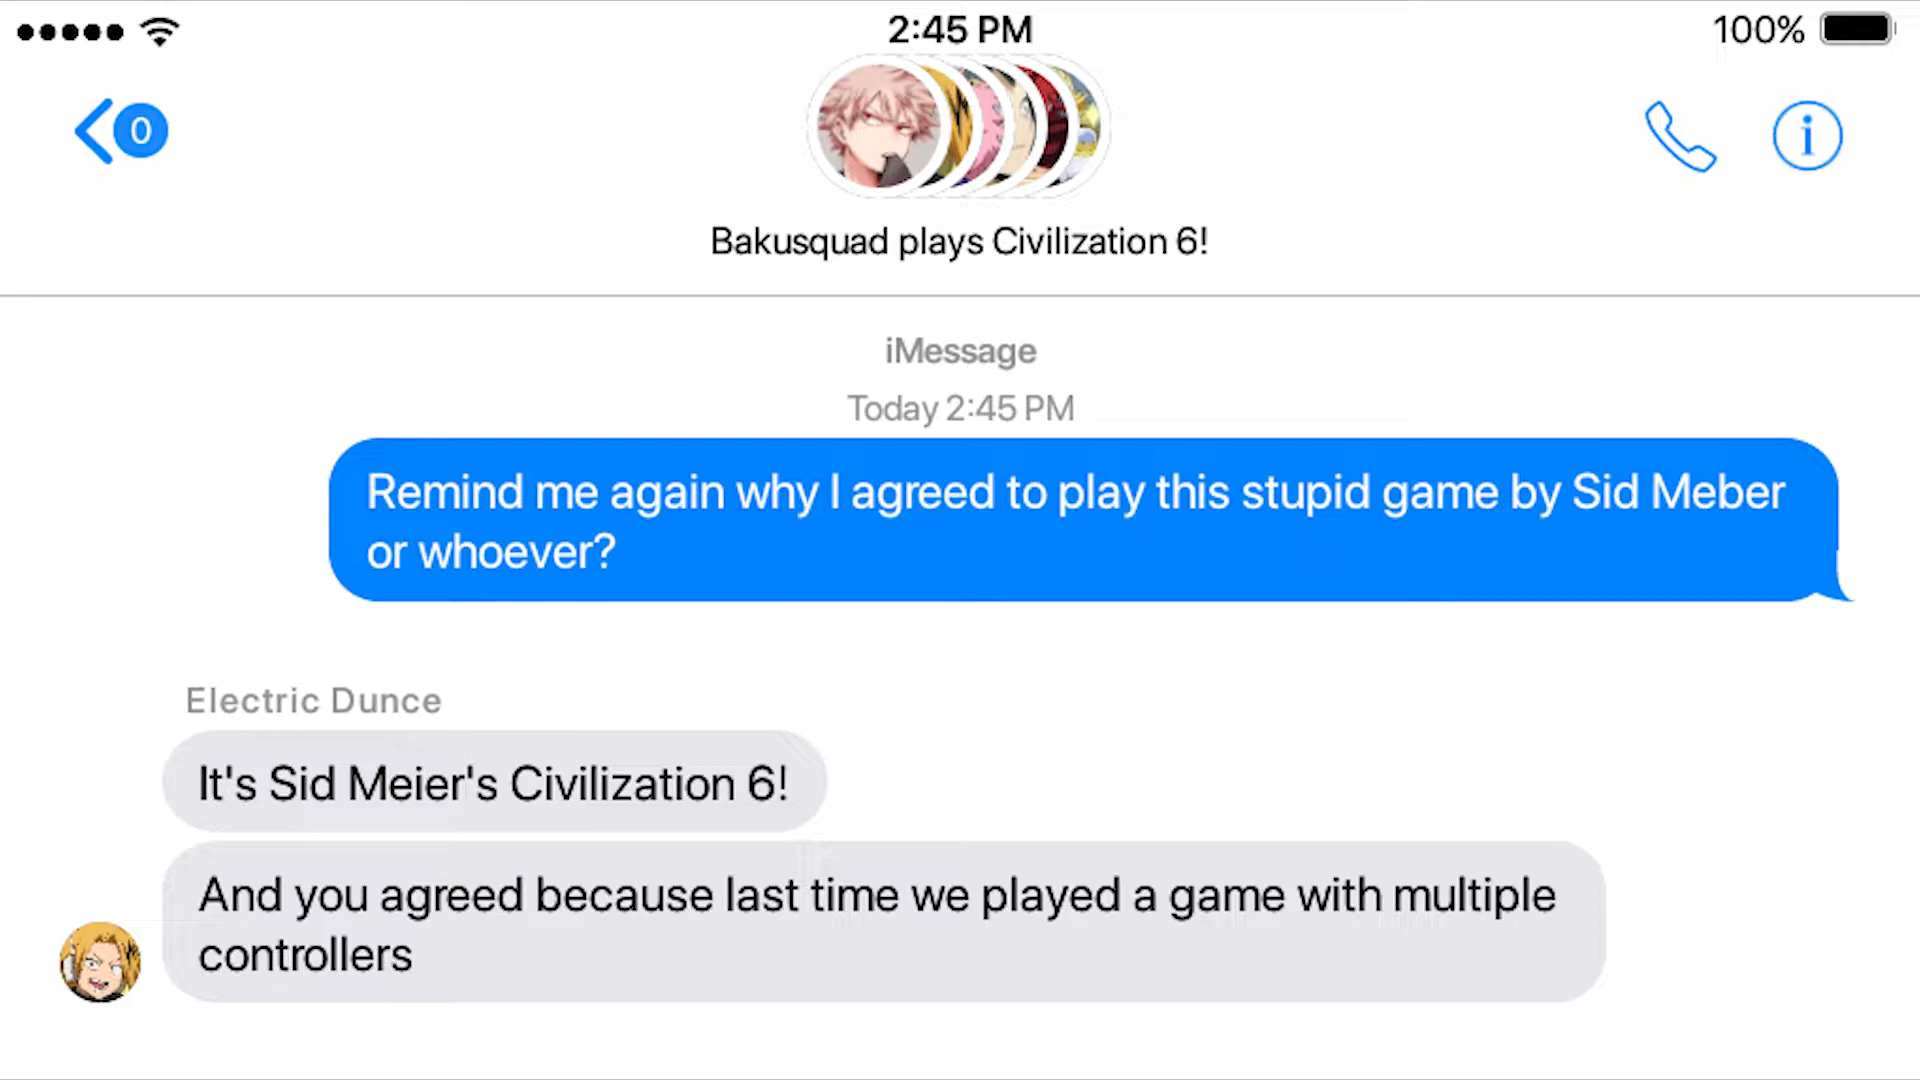 2:45 PM
100%
0
Bakusquad plays Civilization 6!
iMessage
Today 2:45 PM
Remind me again why I agreed to play this stupid game by Sid Meber
or whoever?
Electric Dunce
It's Sid Meier's Civilization 6!
And you agreed because last time we played a game with multiple
controllers